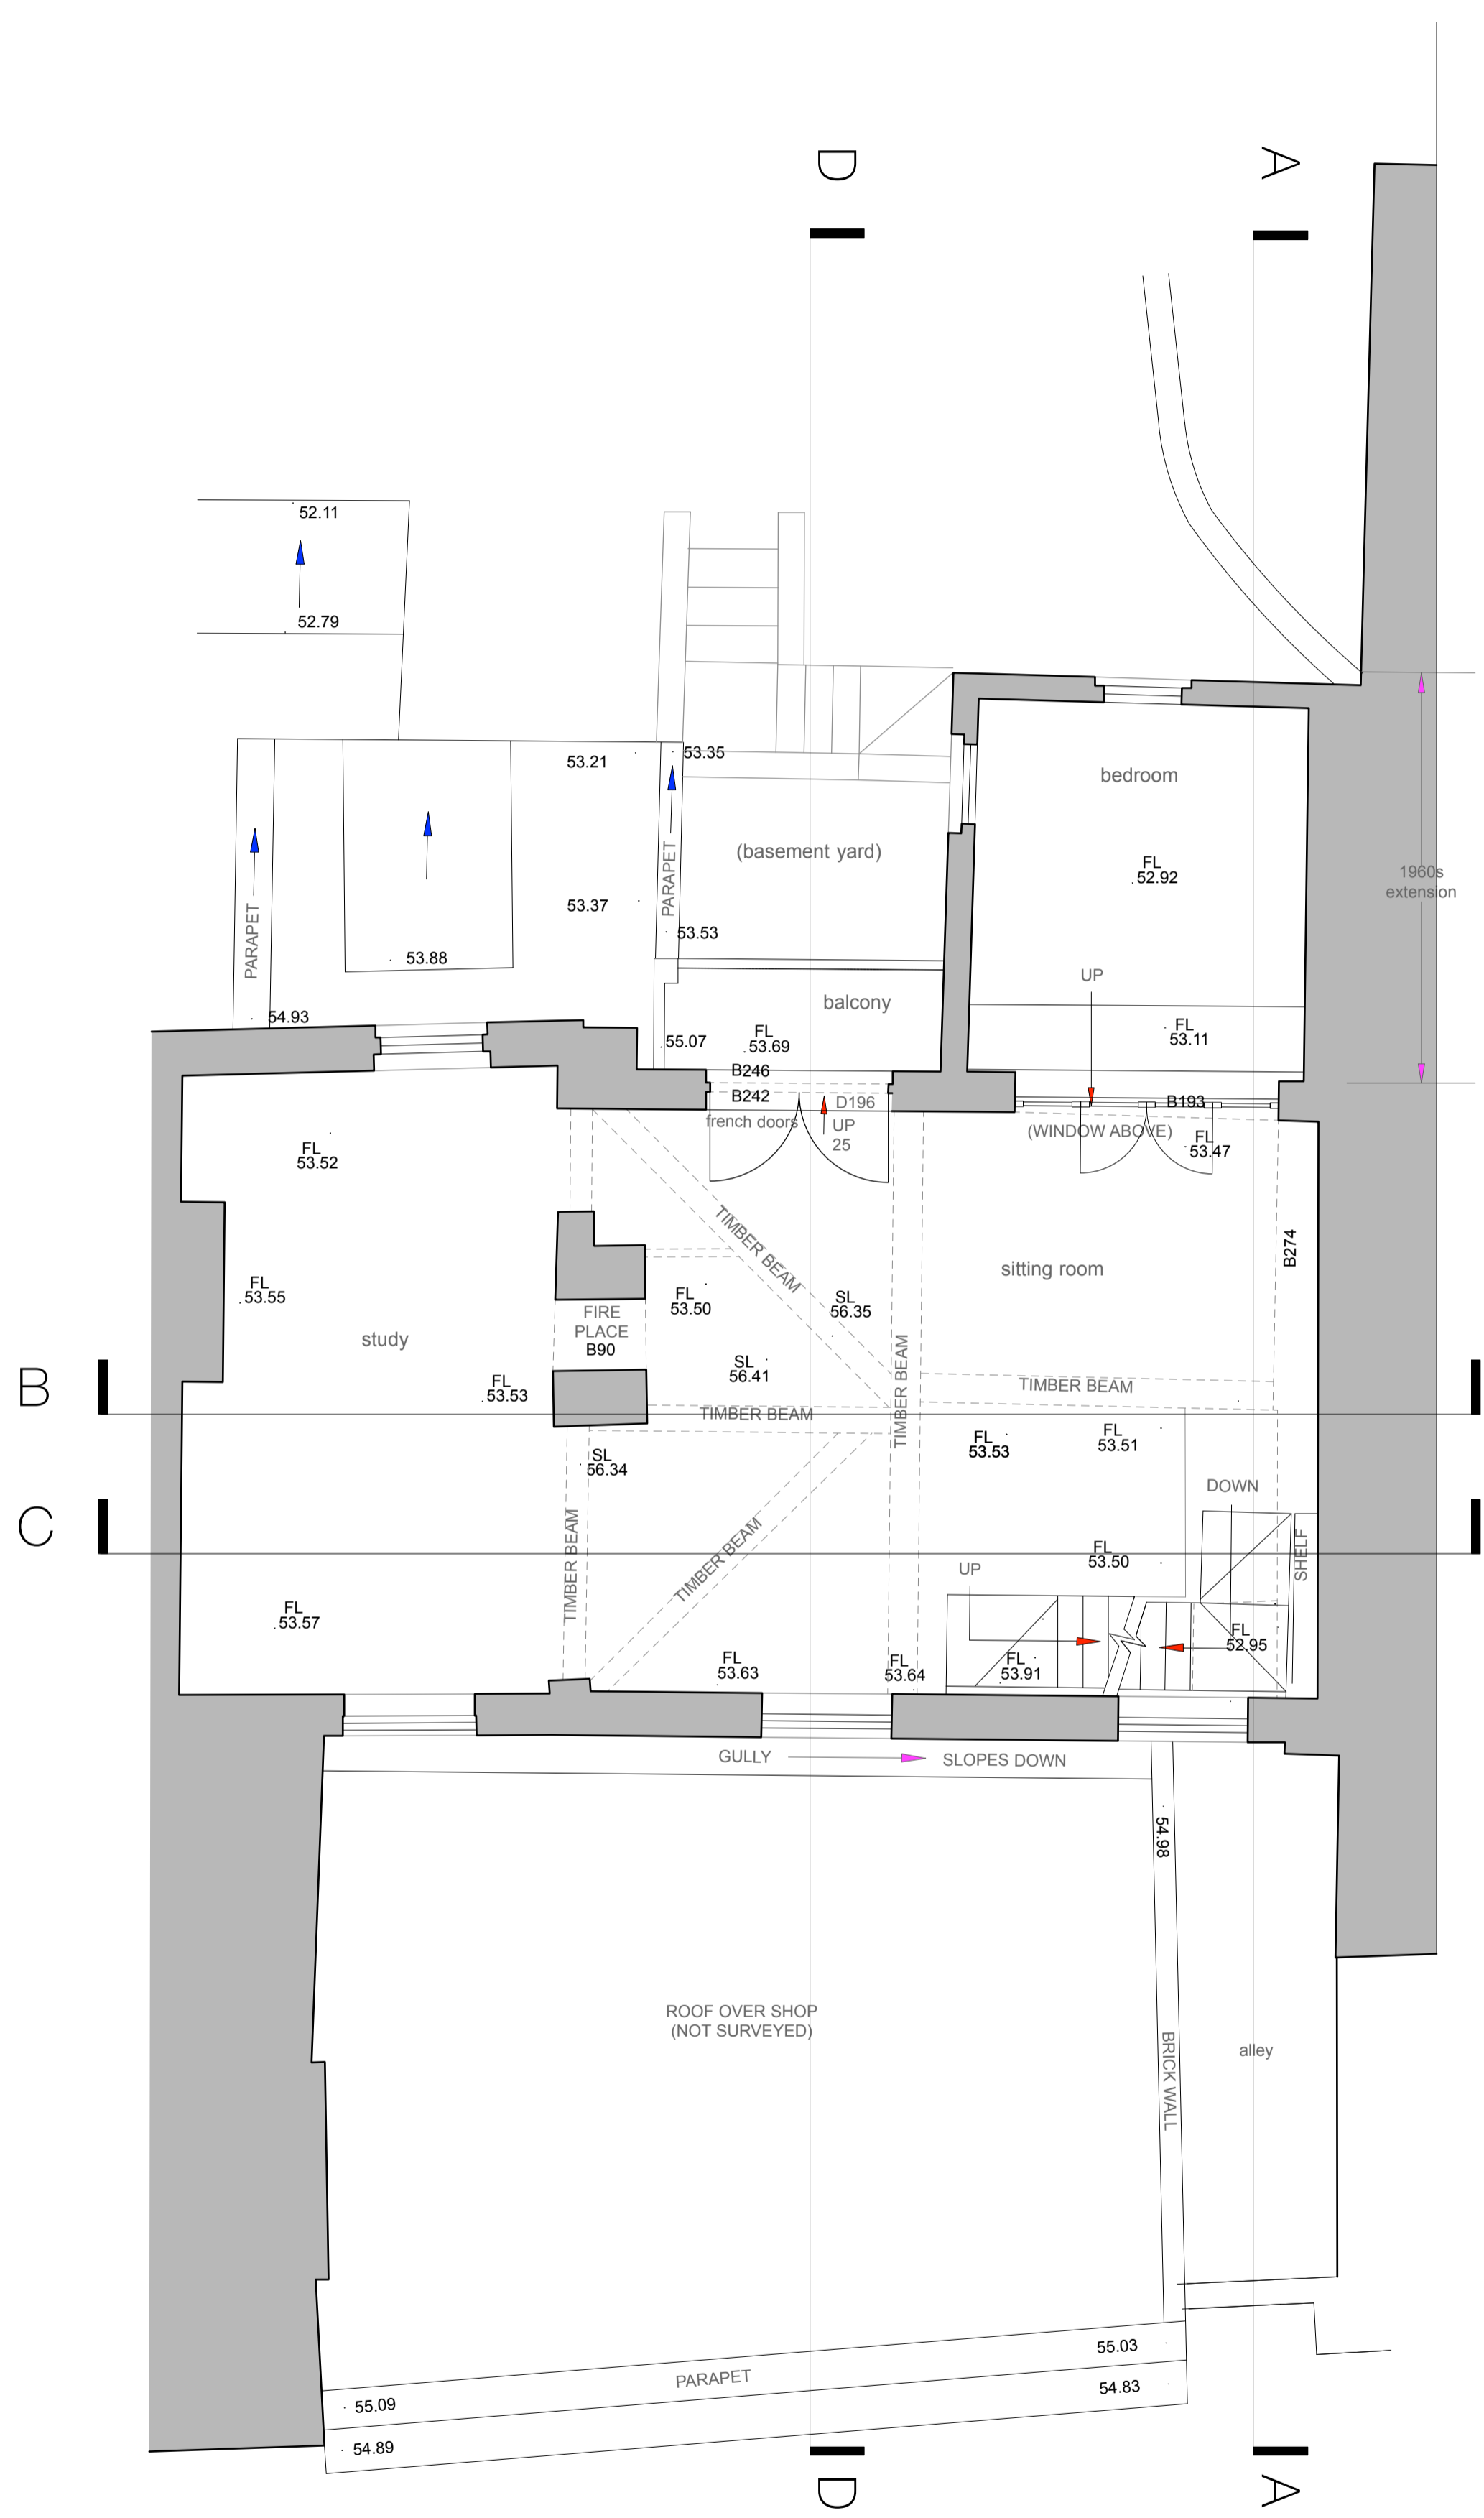 D
A
52.11
52.79
53.21
53.35
bedroom
(basement yard)
PARAPET
FL
52.92
1960s
extension
53.37
53.53
PARAPET
53.88
UP
balcony
54.93
FL
53.69
55.07
FL
53.11
B246
B242
D196
B193
french doors
UP
25
(WINDOW ABOVE)
FL
53.47
FL
53.52
TIMBER BEAM
B274
sitting room
FL
53.55
FL
53.50
SL
56.35
FIRE
PLACE
B90
study
SL
56.41
TIMBER BEAM
B
FL
53.53
TIMBER BEAM
TIMBER BEAM
FL
53.53
FL
53.51
SL
56.34
DOWN
C
TIMBER BEAM
TIMBER BEAM
FL
53.50
SHELF
UP
FL
53.57
FL
52.95
FL
53.63
FL
53.64
FL
53.91
GULLY
SLOPES DOWN
54.98
ROOF OVER SHOP
(NOT SURVEYED)
BRICK WALL
alley
55.03
PARAPET
54.83
55.09
54.89
D
A